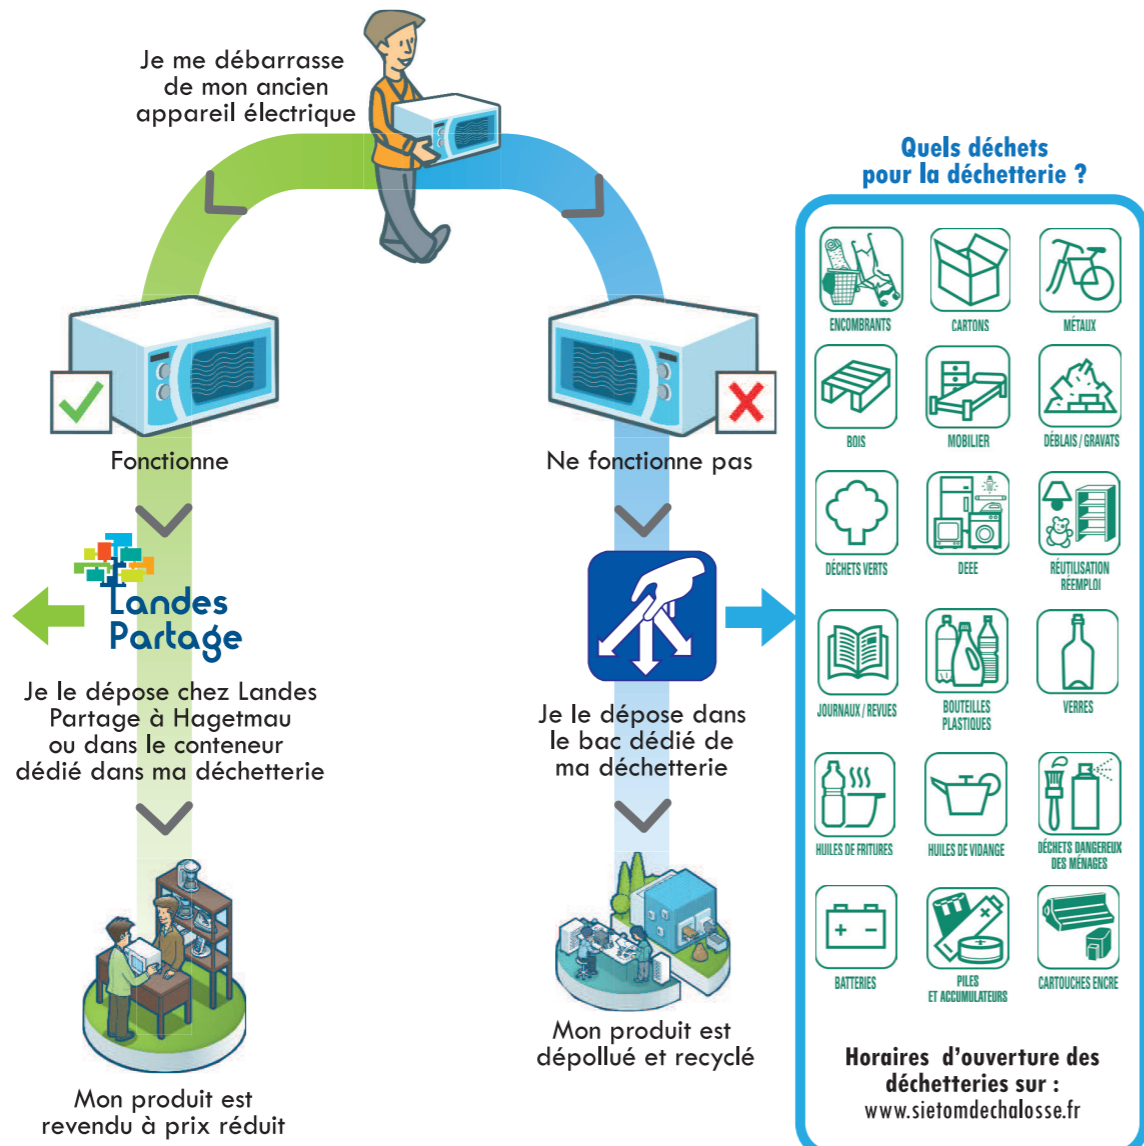 Je me débarrasse
de mon ancien
appareil électrique
Fonctionne
Landes
Partage
Je le dépose chez Landes
Partage à Hagetmau
ou dans le conteneur
dédié dans ma déchetterie
Mon produit est
revendu à prix réduit
Ne fonctionne pas
Je le dépose dans
le bac dédié de
ma déchetterie
Mon produit est
dépollué et recyclé
Quels déchets
pour la déchetterie ?
ENCOMBRANTS
CARTONS
MÉTAUX
BOIS
MOBILIER
DÉBLAIS / GRAVATS
DÉCHETS VERTS
DEEE
RÉUTILISATION
RÉEMPLOI
JOURNAUX / REVUES
BOUTEILLES
PLASTIQUES
VERRES
HUILES DE FRITURES
HUILES DE VIDANGE
DÉCHETS DANGEREUX
DES MÉNAGES
BATTERIES
PILES
ET ACCUMULATEURS
CARTOUCHES ENCRE
Horaires d'ouverture des
déchetteries sur :
www.sietomdechalosse.fr